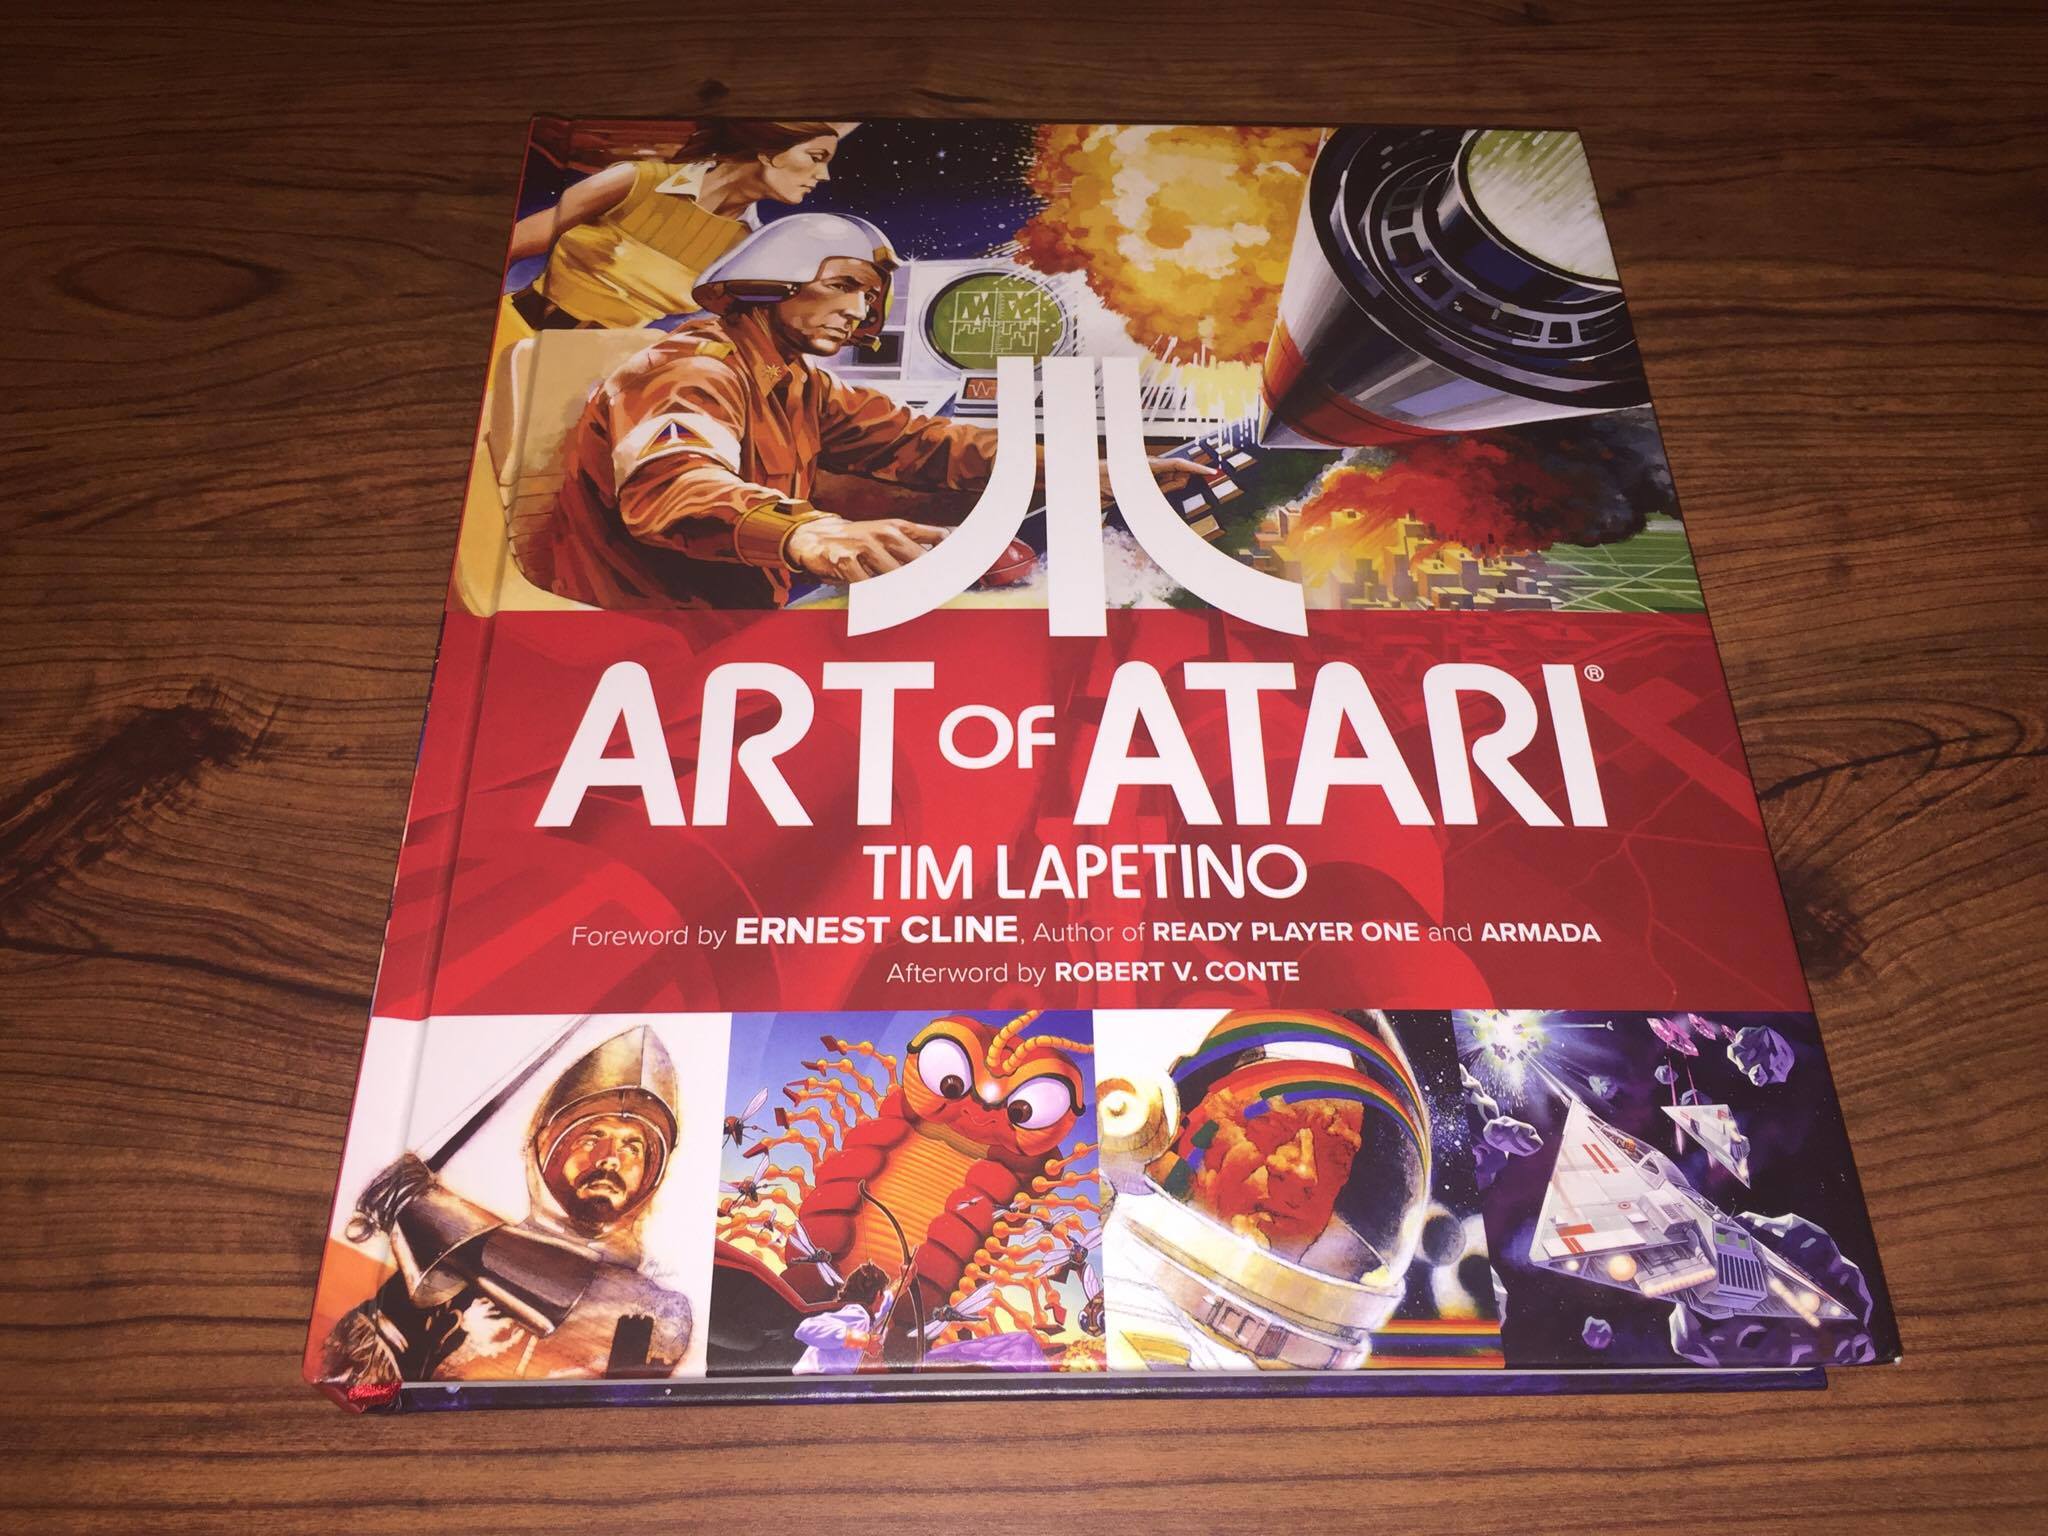 ART OF ATARI®
TIM LAPETINO
Foreword by ERNEST CLINE, Author of READY PLAYER ONE and ARMADA
Afterword by ROBERT V. CONTE